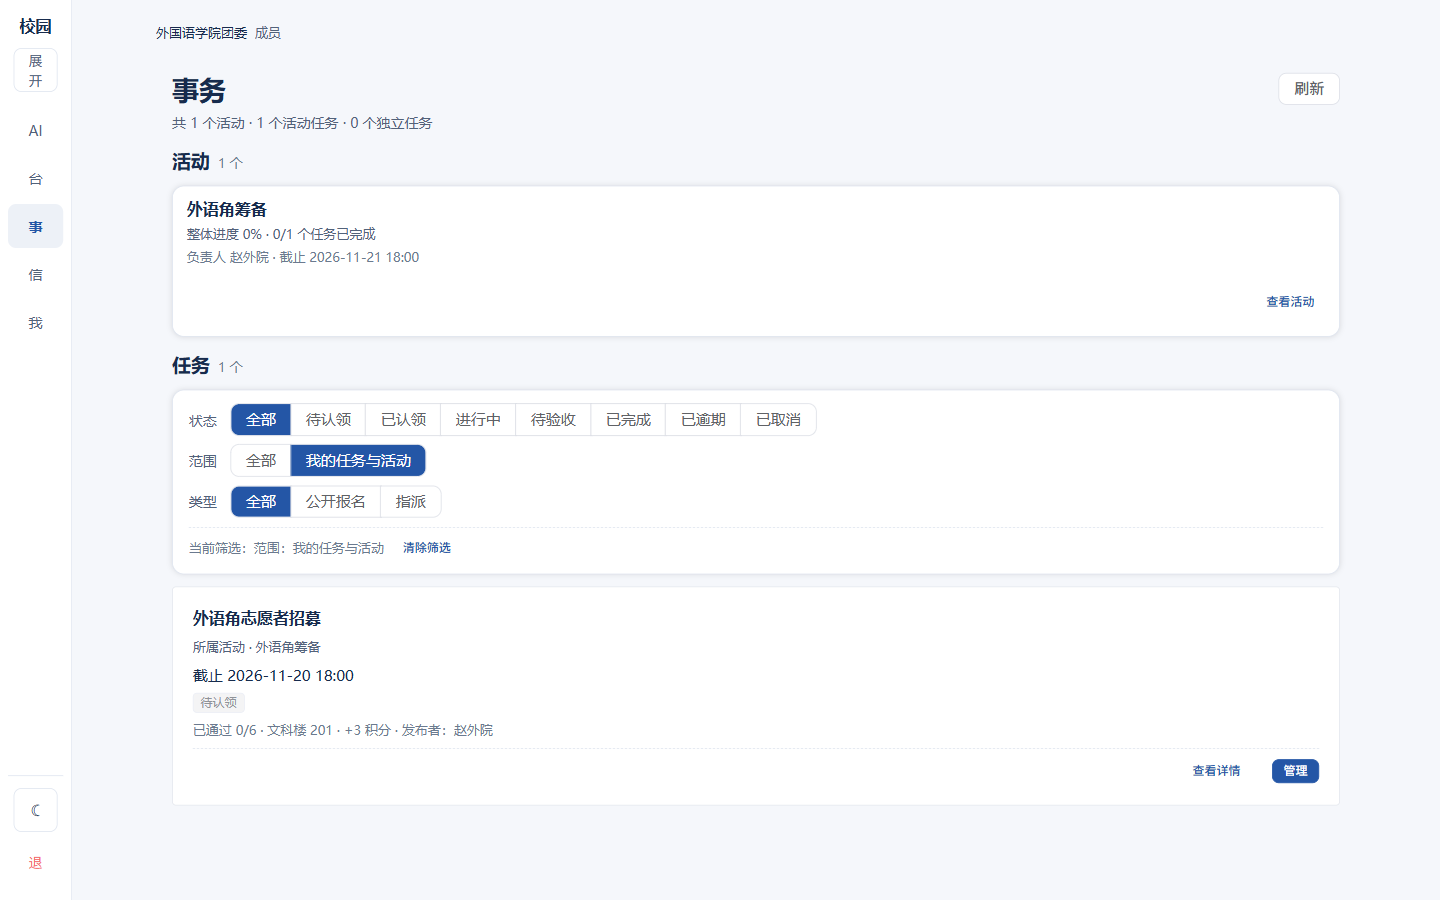 校园
展
开
AI
台
事
信
我
☾
退
外国语学院团委 成员
事务
刷新
共 1 个活动 · 1 个活动任务 · 0 个独立任务
活动 1 个
外语角筹备
整体进度 0% · 0/1 个任务已完成
负责人 赵外院 · 截止 2026-11-21 18:00
查看活动
任务 1 个
状态 全部 待认领 已认领 进行中 待验收 已完成 已逾期 已取消
范围 全部 我的任务与活动
类型 全部 公开报名 指派
当前筛选：范围：我的任务与活动 清除筛选
外语角志愿者招募
所属活动 · 外语角筹备
截止 2026-11-20 18:00
待认领
已通过 0/6 · 文科楼 201 · +3 积分 · 发布者：赵外院
查看详情 管理